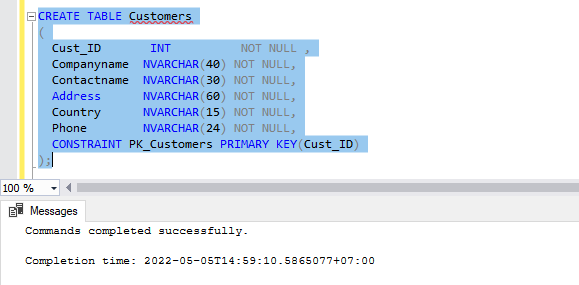 CREATE TABLE Customers
(
Cust_ID INT NOT NULL ,
Companyname NVARCHAR(40) NOT NULL,
Contactname NVARCHAR(30) NOT NULL,
Address NVARCHAR(60) NOT NULL,
Country NVARCHAR(15) NOT NULL,
Phone NVARCHAR(24) NOT NULL,
CONSTRAINT PK_Customers PRIMARY KEY(Cust_ID)
);
100 %
Messages
Commands completed successfully.
Completion time: 2022-05-05T14:59:10.5865077+07:00